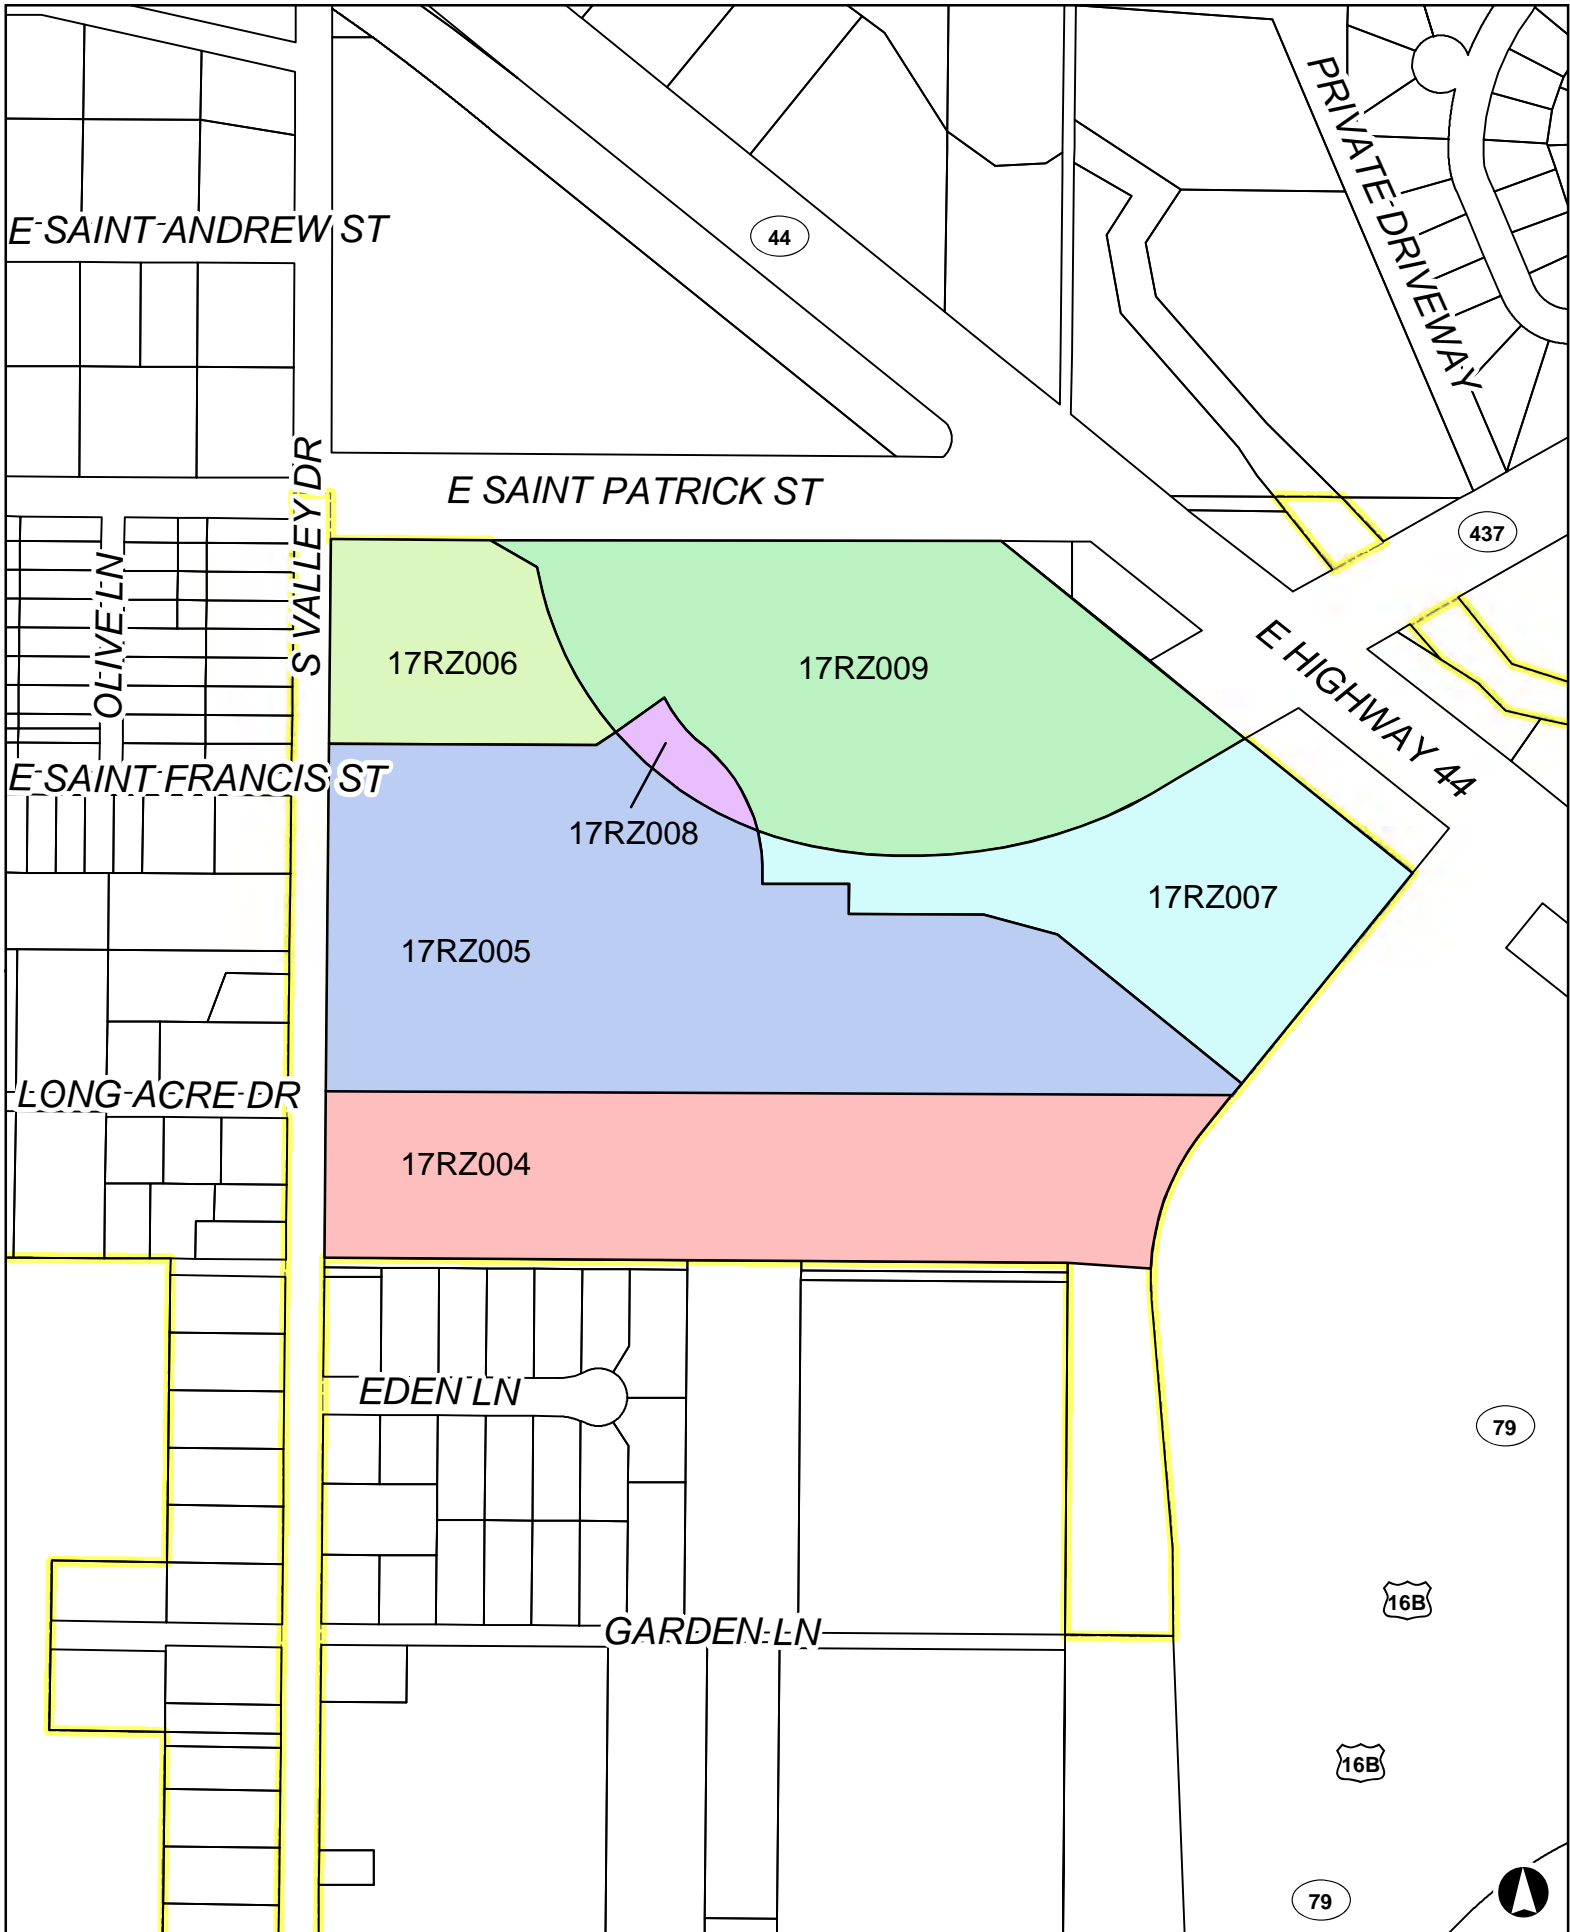 PRIVATE DRIVEWAY
E SAINT ANDREW ST
44
S VALLEY DR
E SAINT PATRICK ST
437
OLIVE LN
17RZ006
17RZ009
E HIGHWAY 44
E SAINT FRANCIS ST
17RZ008
17RZ007
17RZ005
LONG ACRE DR
17RZ004
EDEN LN
79
16B
GARDEN LN
16B
79